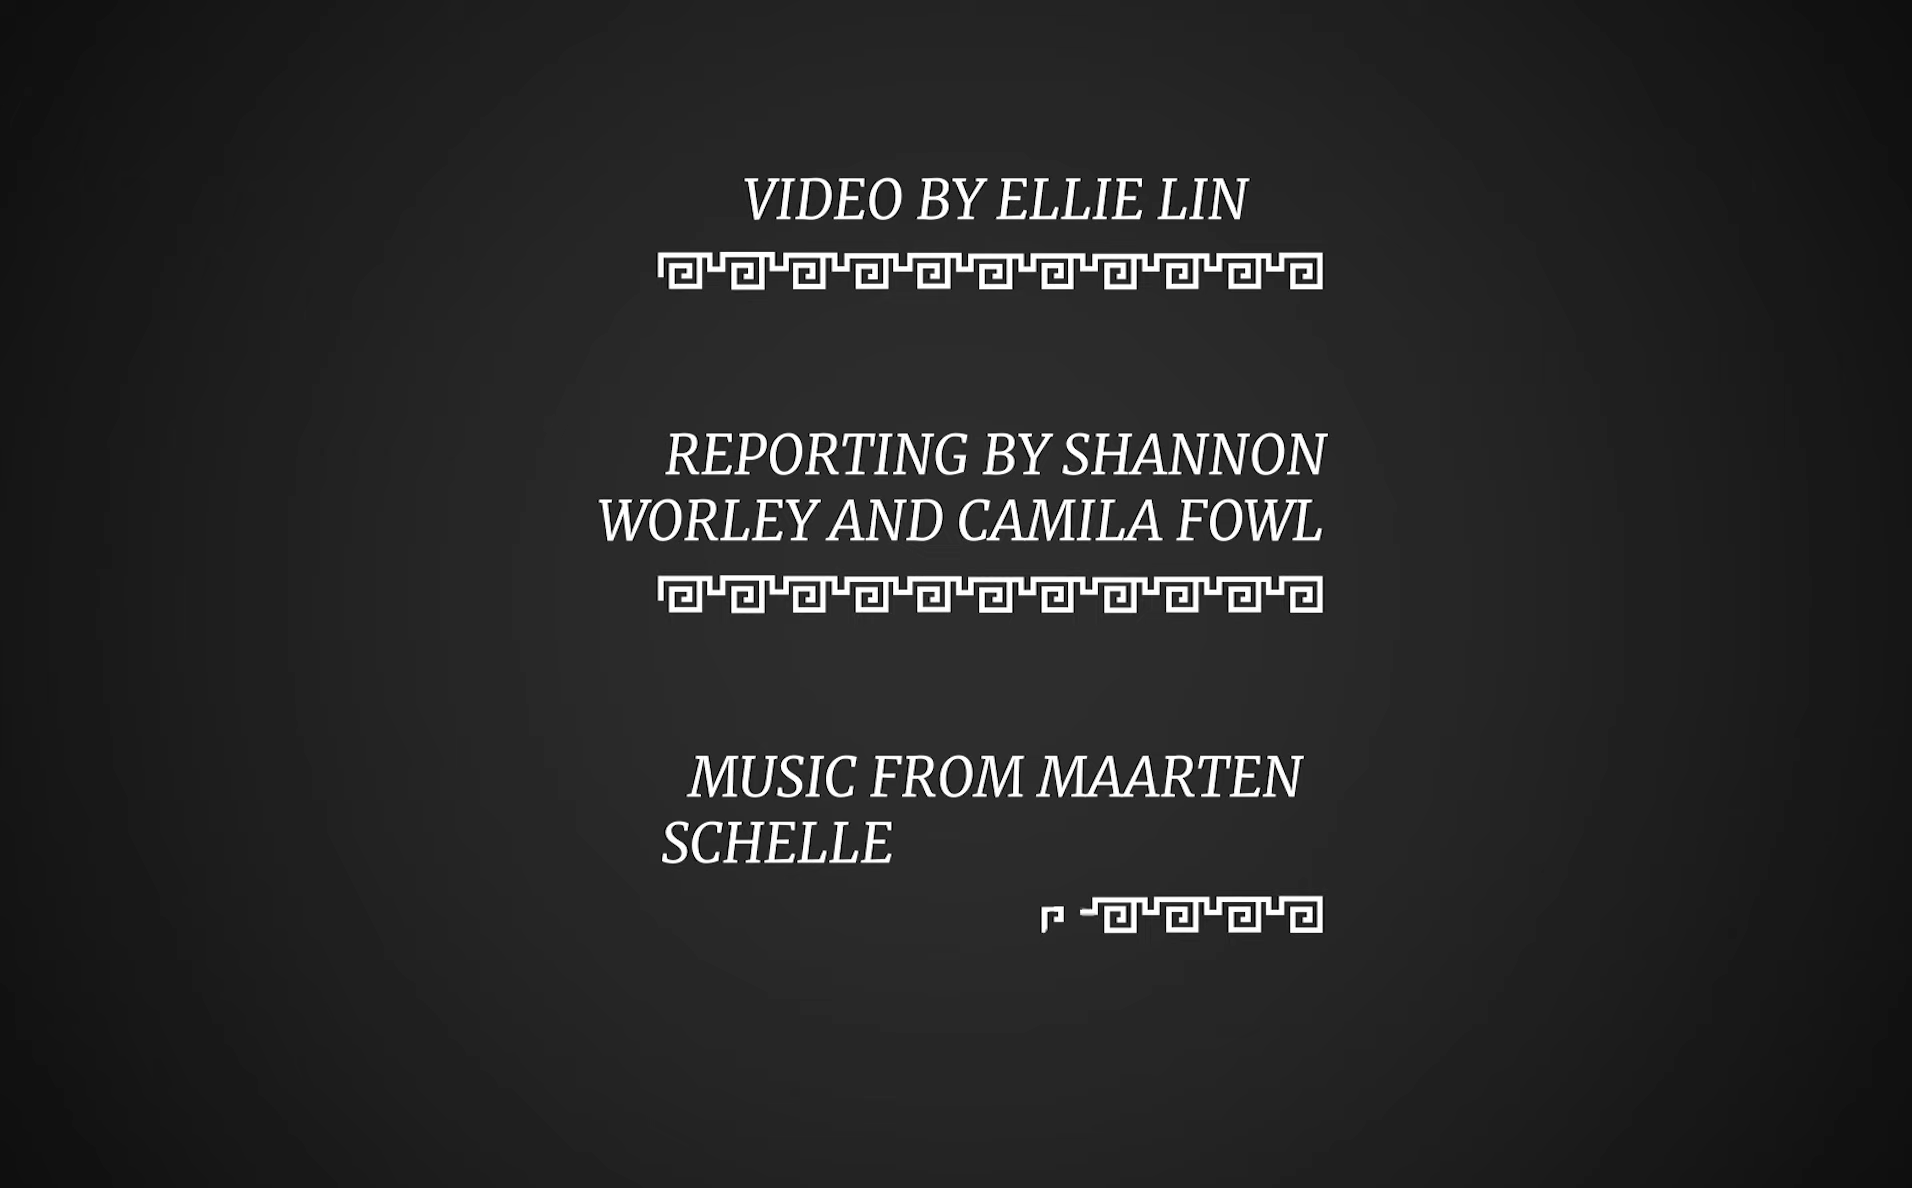 VIDEO BY ELLIE LIN
REPORTING BY SHANNON
WORLEY AND CAMILA FOWL
MUSIC FROM MAARTEN
SCHELLE